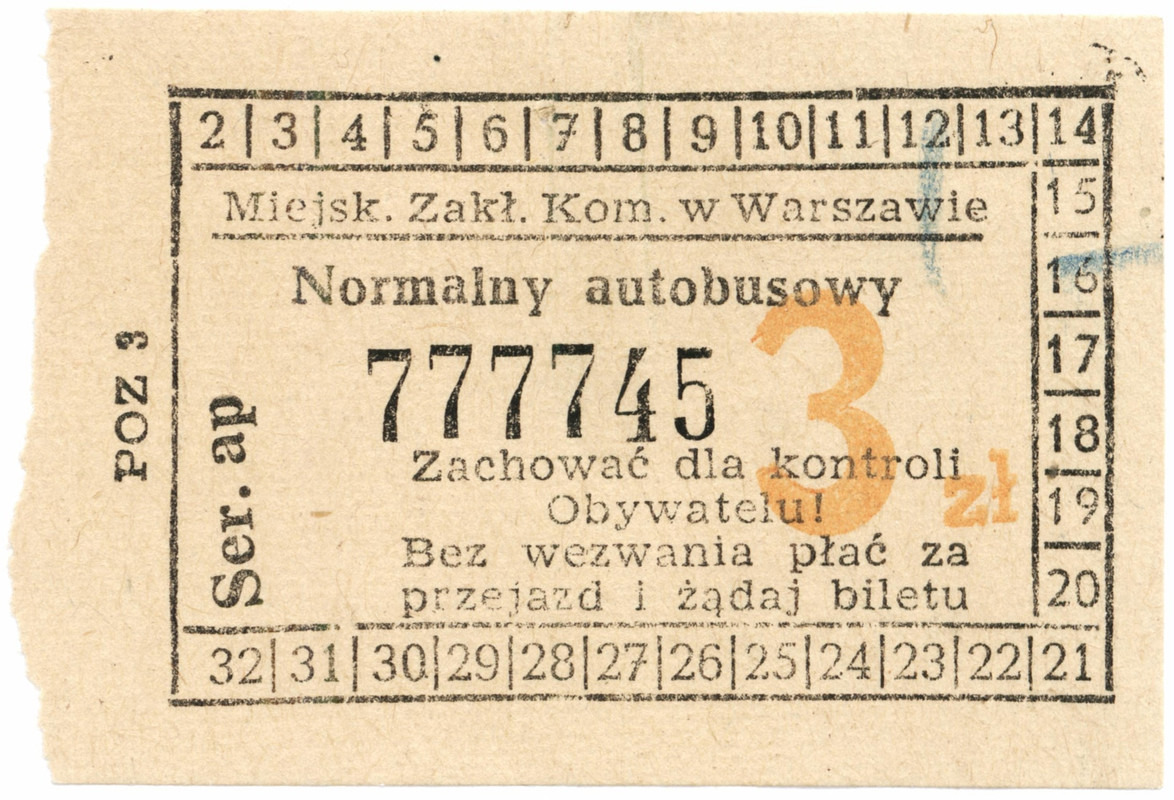 2 | 3 | 4 | 5 | 6 | 7 | 8 | 9 | 10 | 11 | 12 | 13 | 14
15
16
17
18
19
20
Miejsk. Zakł. Kom. w Warszawie
Normalny autobusowy
777745
3 zł
Zachować dla kontroli
Obywatelu!
Bez wezwania płać za
przejazd i żądaj biletu
Ser. ap
POZ 3
32 | 31 | 30 | 29 | 28 | 27 | 26 | 25 | 24 | 23 | 22 | 21